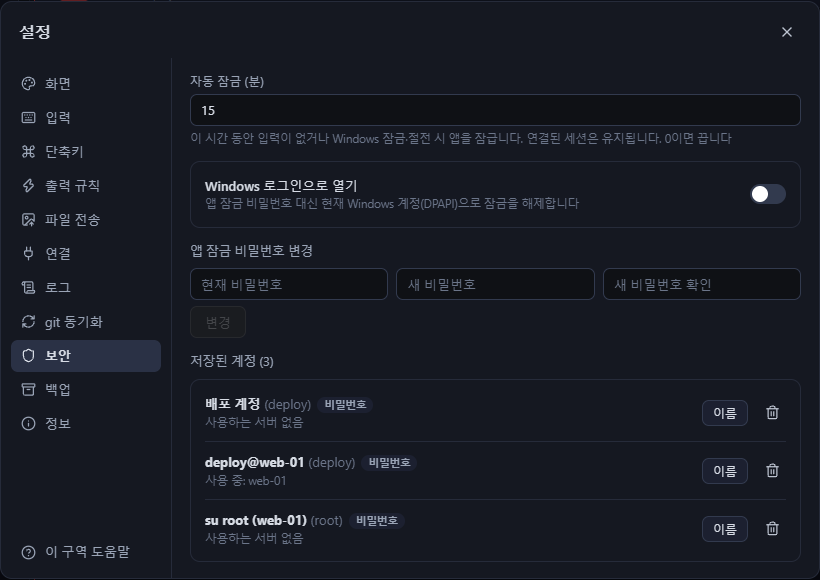 설정
화면
입력
단축키
출력 규칙
파일 전송
연결
로그
git 동기화
보안
백업
정보
이 구역 도움말
자동 잠금 (분)
15
이 시간 동안 입력이 없거나 Windows 잠금·절전 시 앱을 잠급니다. 연결된 세션은 유지됩니다. 0이면 끕니다
Windows 로그인으로 열기
앱 잠금 비밀번호 대신 현재 Windows 계정(DPAPI)으로 잠금을 해제합니다
앱 잠금 비밀번호 변경
현재 비밀번호 새 비밀번호 새 비밀번호 확인
변경
저장된 계정 (3)
배포 계정 (deploy) 비밀번호
사용하는 서버 없음
이름
deploy@web-01 (deploy) 비밀번호
사용 중: web-01
이름
su root (web-01) (root) 비밀번호
사용하는 서버 없음
이름